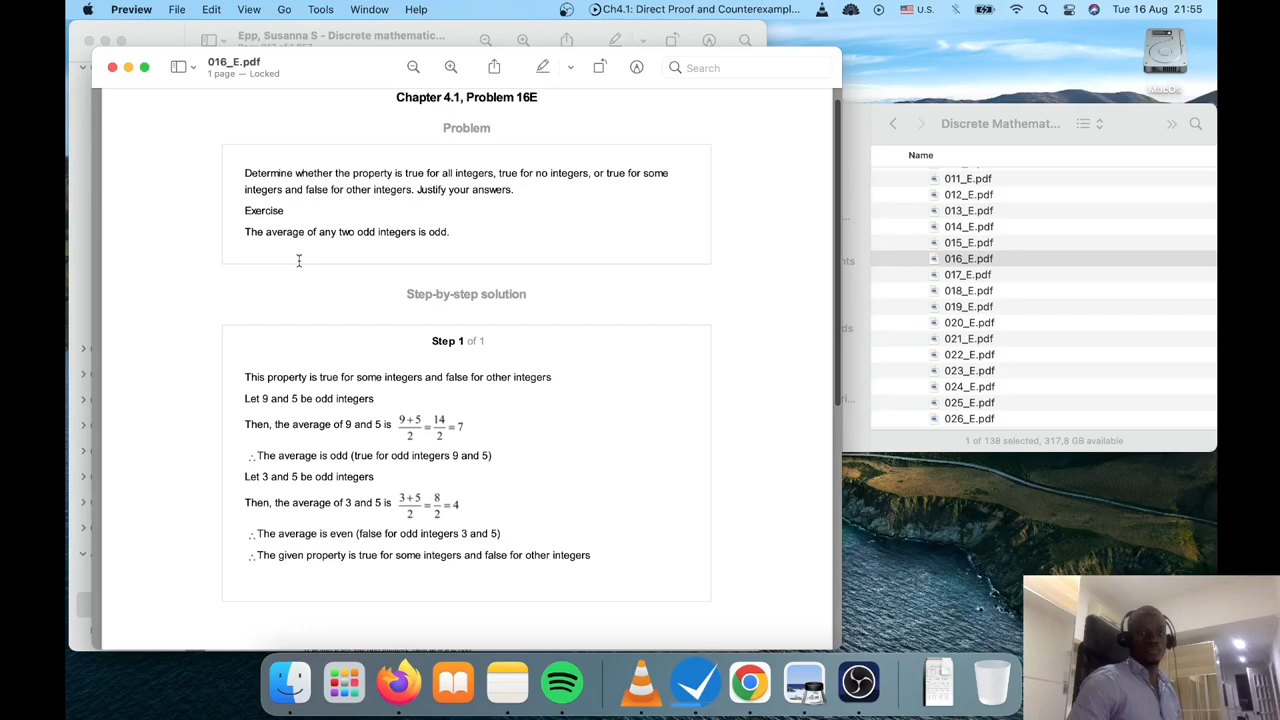 Preview File Edit View Go Tools Window Help
Ch4.1: Direct Proof and Counterexampl...
U.S.
Tue 16 Aug 21:55
Epp, Susanna S - Discrete mathematic...
016_E.pdf
1 page — Locked
Search
MacOs
Chapter 4.1, Problem 16E
Problem
Determine whether the property is true for all integers, true for no integers, or true for some
integers and false for other integers. Justify your answers.
Exercise
The average of any two odd integers is odd.
Step-by-step solution
Step 1 of 1
This property is true for some integers and false for other integers
Let 9 and 5 be odd integers
Then, the average of 9 and 5 is (9+5)/2 = 14/2 = 7
∴ The average is odd (true for odd integers 9 and 5)
Let 3 and 5 be odd integers
Then, the average of 3 and 5 is (3+5)/2 = 8/2 = 4
∴ The average is even (false for odd integers 3 and 5)
∴ The given property is true for some integers and false for other integers
Discrete Mathemat...
Name
011_E.pdf
012_E.pdf
013_E.pdf
014_E.pdf
015_E.pdf
016_E.pdf
017_E.pdf
018_E.pdf
019_E.pdf
020_E.pdf
021_E.pdf
022_E.pdf
023_E.pdf
024_E.pdf
025_E.pdf
026_E.pdf
1 of 138 selected, 317,8 GB available